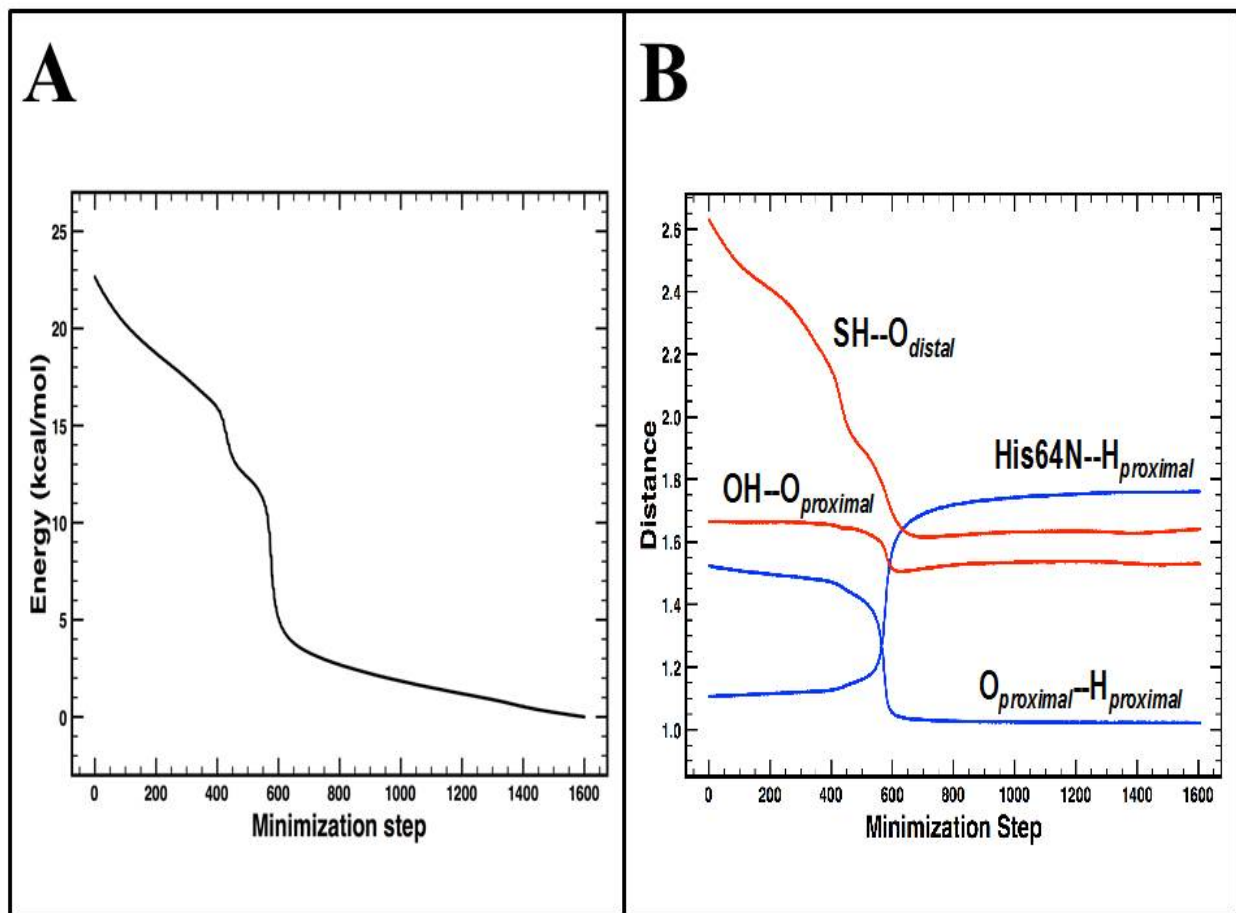 A
25
20
15
10
5
0
Energy (kcal/mol)
0 200 400 600 800 1000 1200 1400 1600
Minimization step
B
2.6
2.4
2.2
2.0
1.8
1.6
1.4
1.2
1.0
Distance
SH--Odistal
His64N--Hproximal
OH--Oproximal
Oproximal--Hproximal
0 200 400 600 800 1000 1200 1400 1600
Minimization Step